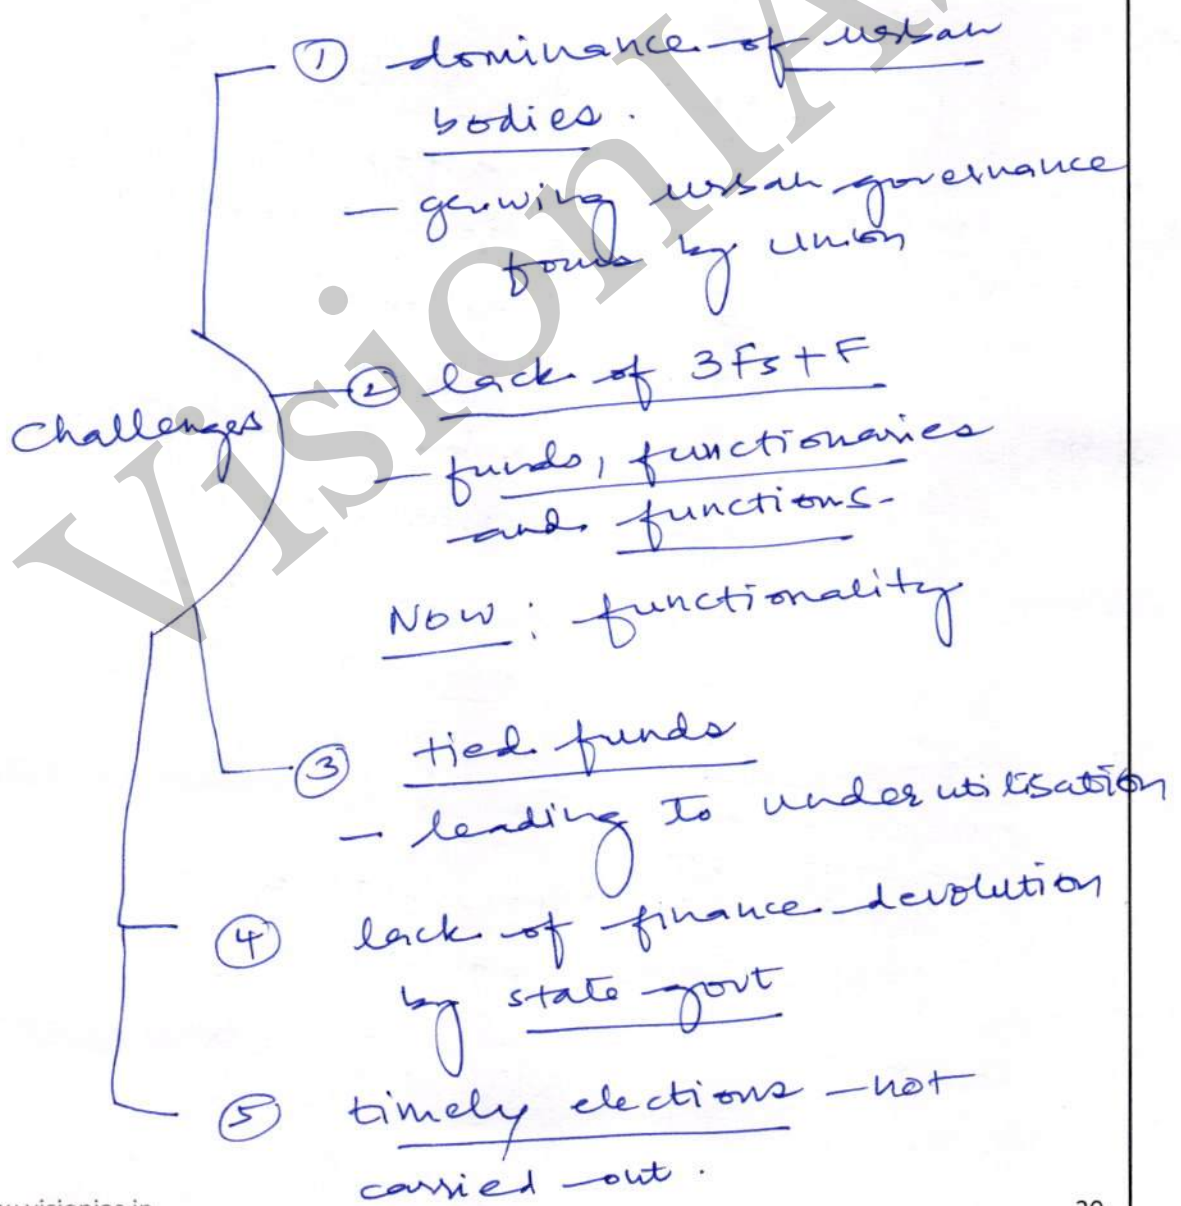 ① dominance of urban
bodies.
- growing urban governance
focus by union
Challenges
② lack of 3Fs+F
- funds, functionaries
and functions-
Now: functionality
③ tied funds
- leading to underutilisation
④ lack of finance devolution
by state govt
⑤ timely elections - not
carried out.
VisionIA